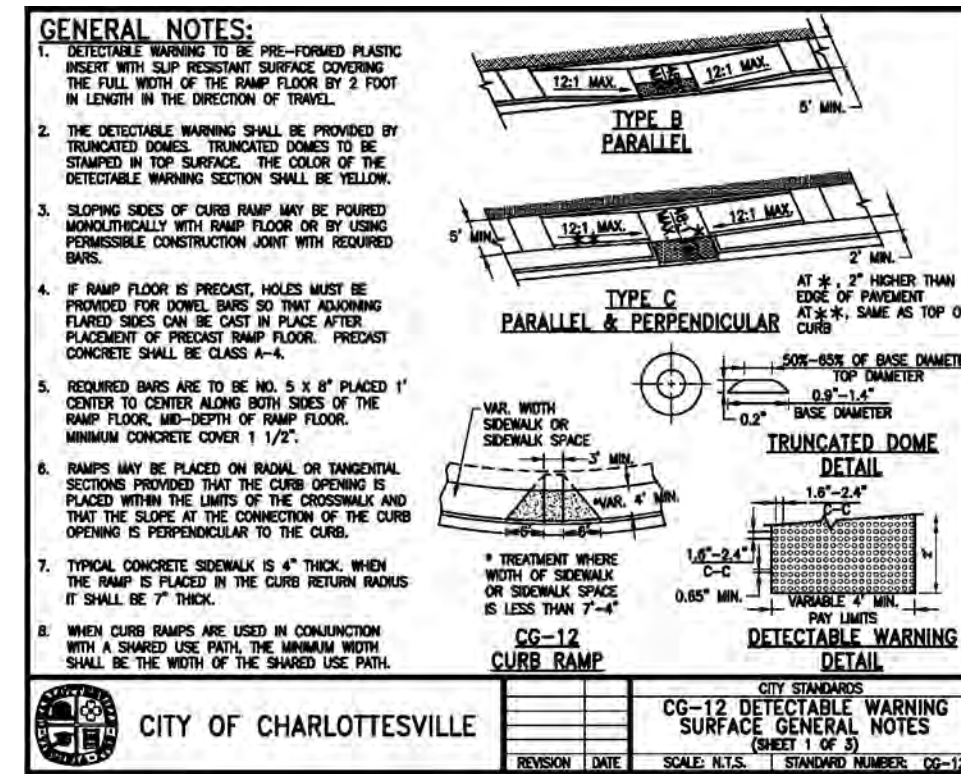 GENERAL NOTES:
1. DETECTABLE WARNING TO BE PRE-FORMED PLASTIC
INSERT WITH SLIP RESISTANT SURFACE COVERING
THE FULL WIDTH OF THE RAMP FLOOR BY 2 FOOT
IN LENGTH IN THE DIRECTION OF TRAVEL.
2. THE DETECTABLE WARNING SHALL BE PROVIDED BY
TRUNCATED DOMES. TRUNCATED DOMES TO BE
STAMPED IN TOP SURFACE. THE COLOR OF THE
DETECTABLE WARNING SECTION SHALL BE YELLOW.
3. SLOPING SIDES OF CURB RAMP MAY BE POURED
MONOLITHICALLY WITH RAMP FLOOR OR BY USING
PERMISSIBLE CONSTRUCTION JOINT WITH REQUIRED
BARS.
4. IF RAMP FLOOR IS PRECAST, HOLES MUST BE
PROVIDED FOR DOWEL BARS SO THAT ADJOINING
FLARED SIDES CAN BE CAST IN PLACE AFTER
PLACEMENT OF PRECAST RAMP FLOOR. PRECAST
CONCRETE SHALL BE CLASS A-4.
5. REQUIRED BARS ARE TO BE NO. 5 X 8" PLACED 1'
CENTER TO CENTER ALONG BOTH SIDES OF THE
RAMP FLOOR, MID-DEPTH OF RAMP FLOOR.
MINIMUM CONCRETE COVER 1 1/2".
6. RAMPS MAY BE PLACED ON RADIAL OR TANGENTIAL
SECTIONS PROVIDED THAT THE CURB OPENING IS
PLACED WITHIN THE LIMITS OF THE CROSSWALK AND
THAT THE SLOPE AT THE CONNECTION OF THE CURB
OPENING IS PERPENDICULAR TO THE CURB.
7. TYPICAL CONCRETE SIDEWALK IS 4" THICK. WHEN
THE RAMP IS PLACED IN THE CURB RETURN RADIUS
IT SHALL BE 7" THICK.
8. WHEN CURB RAMPS ARE USED IN CONJUNCTION
WITH A SHARED USE PATH, THE MINIMUM WIDTH
SHALL BE THE WIDTH OF THE SHARED USE PATH.
12:1 MAX.
12:1 MAX.
5' MIN.
TYPE B
PARALLEL
5' MIN.
12:1 MAX.
**
*
12:1 MAX.
2' MIN.
TYPE C
PARALLEL & PERPENDICULAR
AT *, 2" HIGHER THAN
EDGE OF PAVEMENT
AT **, SAME AS TOP O
CURB
50%-65% OF BASE DIAMETE
TOP DIAMETER
0.9"-1.4"
BASE DIAMETER
0.2"
TRUNCATED DOME
DETAIL
VAR. WIDTH
SIDEWALK OR
SIDEWALK SPACE
3' MIN.
*VAR. 4' MIN.
* TREATMENT WHERE
WIDTH OF SIDEWALK
OR SIDEWALK SPACE
IS LESS THAN 7'-4"
CG-12
CURB RAMP
1.6"-2.4"
C-C
1.6"-2.4"
C-C
0.65" MIN.
2'
VARIABLE 4' MIN.
PAY LIMITS
DETECTABLE WARNING
DETAIL
CITY OF CHARLOTTESVILLE
REVISION DATE
CITY STANDARDS
CG-12 DETECTABLE WARNING
SURFACE GENERAL NOTES
(SHEET 1 OF 3)
SCALE: N.T.S. STANDARD NUMBER: CG-12